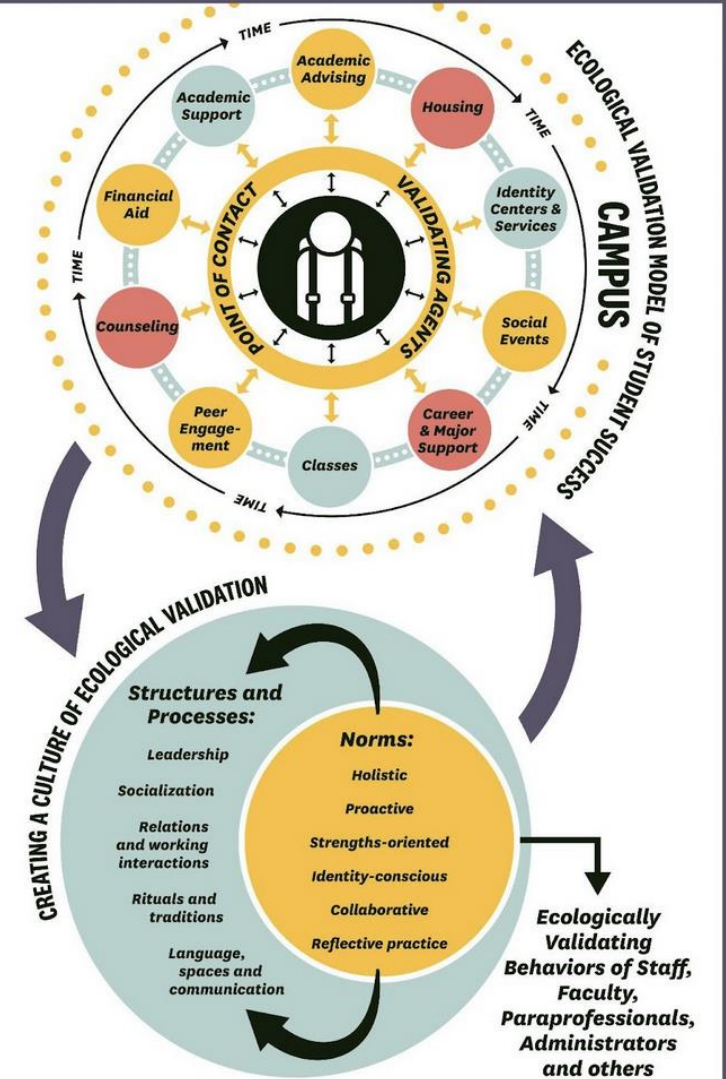 ECOLOGICAL VALIDATION MODEL OF STUDENT SUCCESS
CAMPUS
TIME
TIME
TIME
TIME
TIME
Academic
Advising
Housing
Identity
Centers &
Services
Social
Events
Career
& Major
Support
Classes
Peer
Engage-
ment
Counseling
Financial
Aid
Academic
Support
POINT OF CONTACT
VALIDATING AGENTS
CREATING A CULTURE OF ECOLOGICAL VALIDATION
Structures and
Processes:
Leadership
Socialization
Relations
and working
interactions
Rituals and
traditions
Language,
spaces and
communication
Norms:
Holistic
Proactive
Strengths-oriented
Identity-conscious
Collaborative
Reflective practice
Ecologically
Validating
Behaviors of Staff,
Faculty,
Paraprofessionals,
Administrators
and others